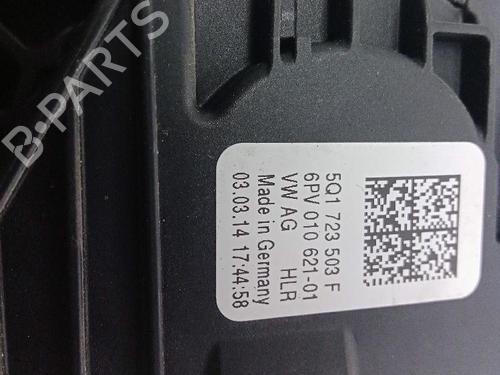 B-PARTS
5Q1 723 503 F
6PV 010 621-01
VW AG HLR
Made in Germany
03.03.14 17:44:58